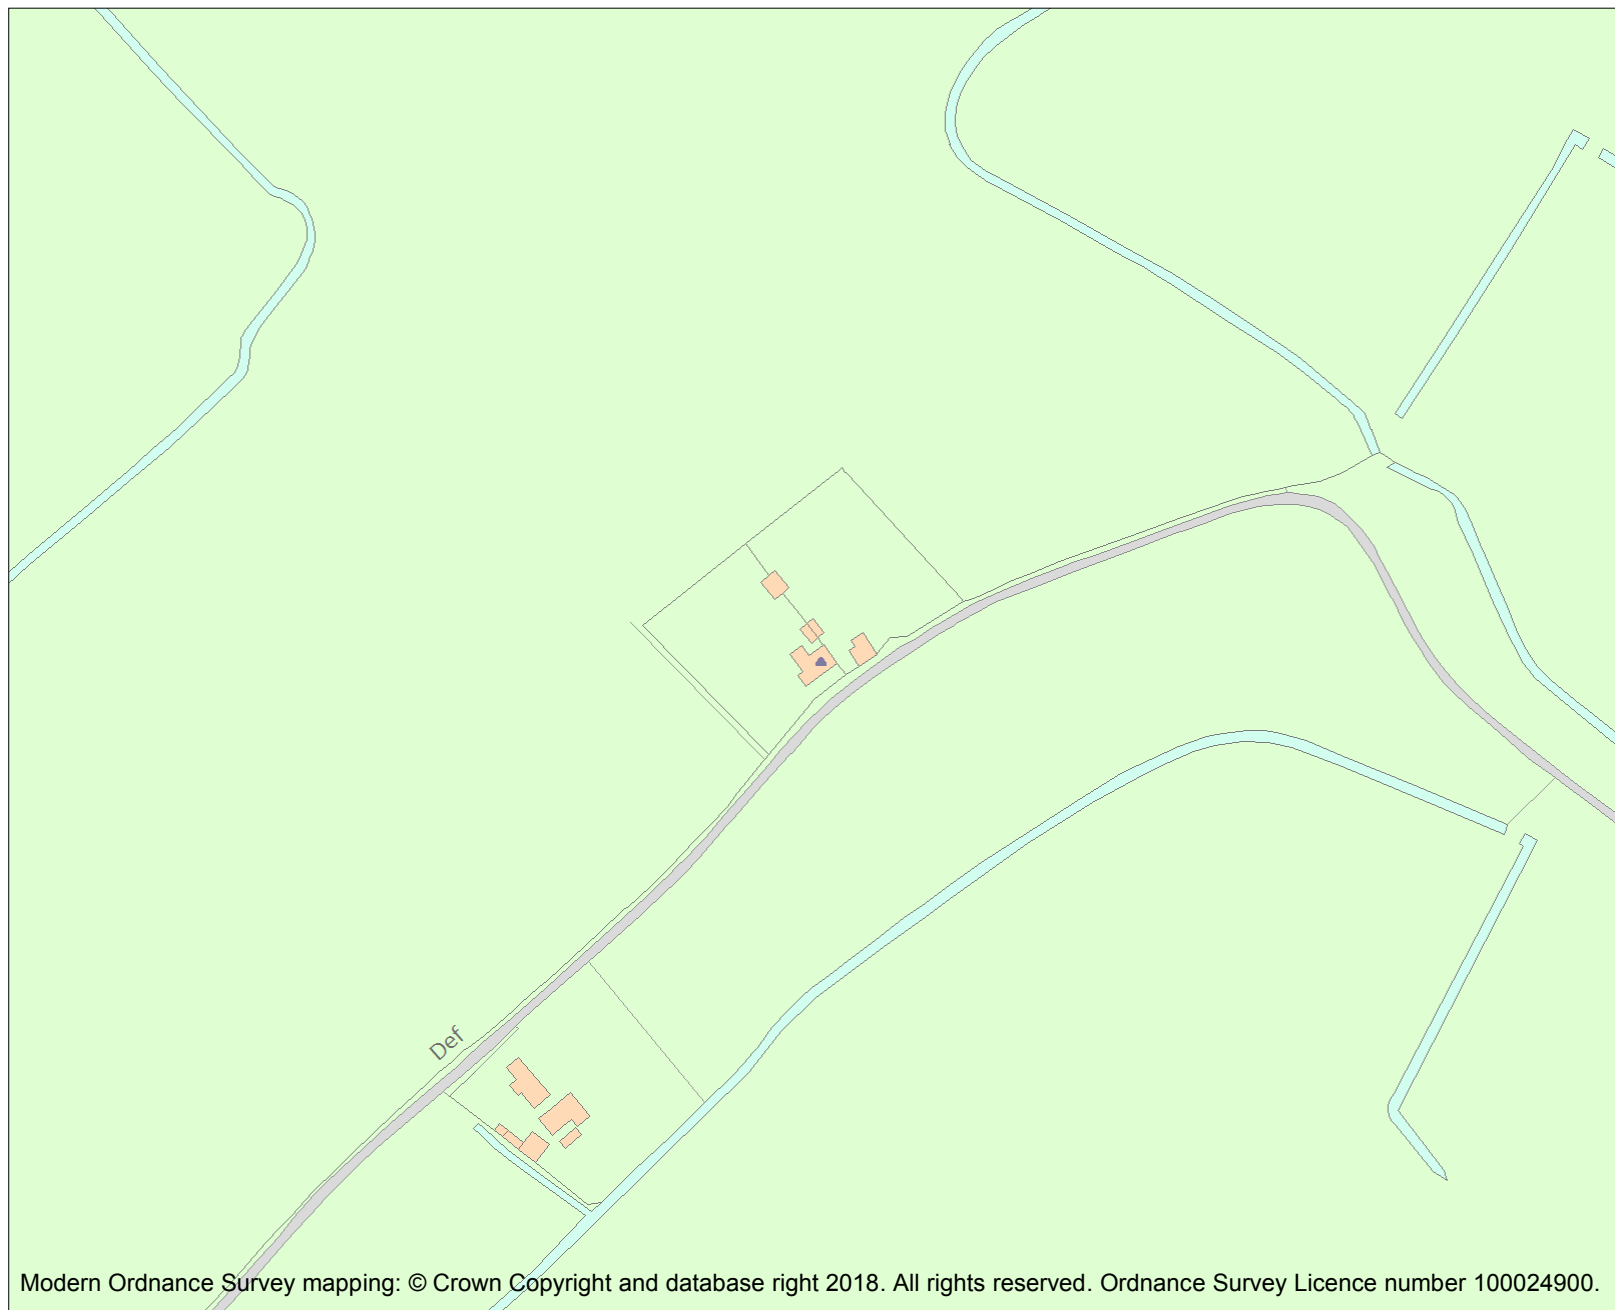 Def
Modern Ordnance Survey mapping: © Crown Copyright and database right 2018. All rights reserved. Ordnance Survey Licence number 100024900.